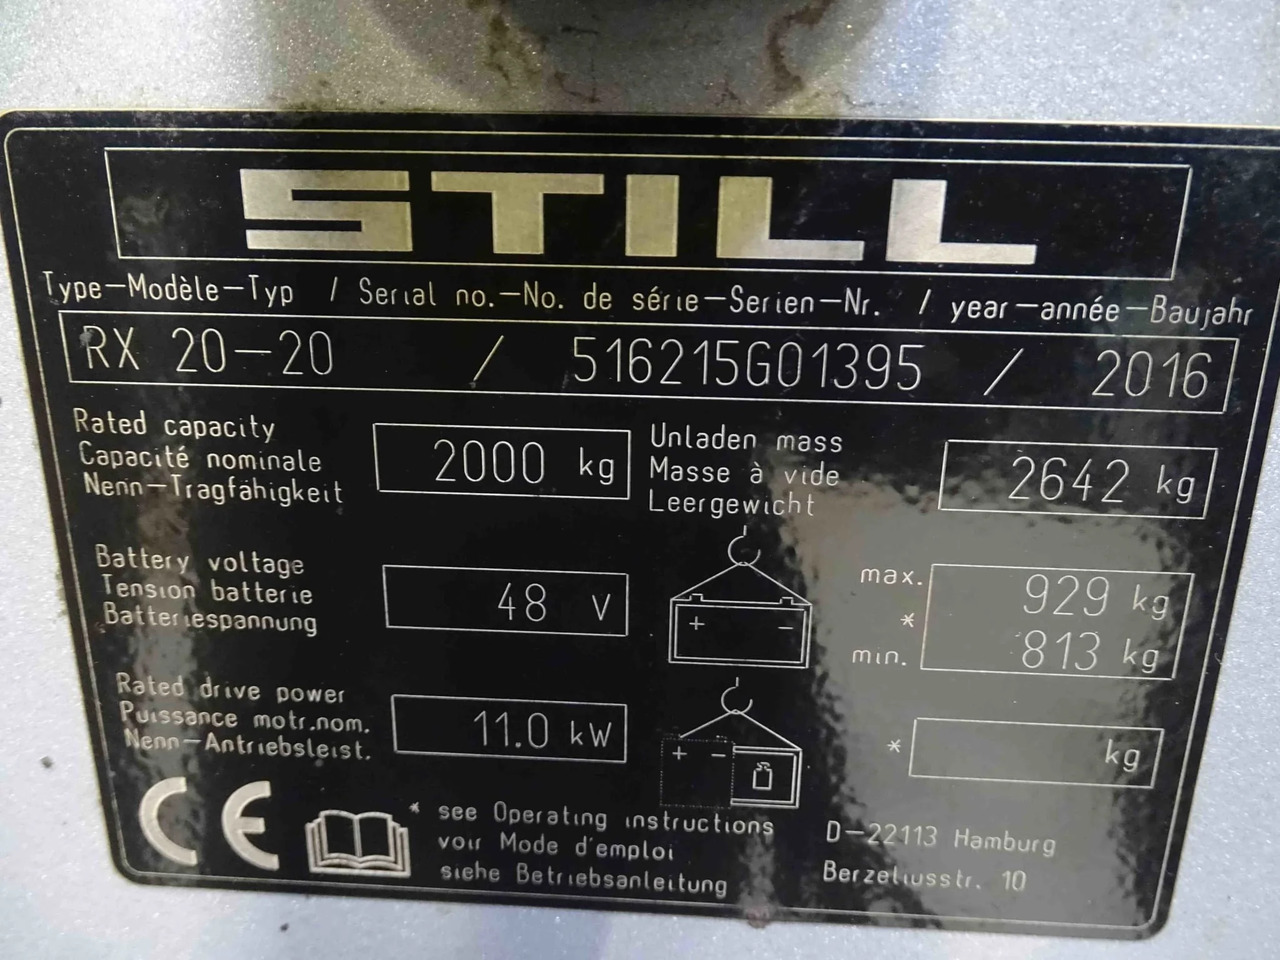 STILL
Type-Modèle-Typ / Serial no.-No. de série-Serien-Nr. / year-année-Baujahr
RX 20-20 / 516215G01395 / 2016
Rated capacity
Capacité nominale
Nenn-Tragfähigkeit
2000 kg
Unladen mass
Masse à vide
Leergewicht
2642 kg
Battery voltage
Tension batterie
Batteriespannung
48 V
+ -
max. 929 kg
*
min. 813 kg
Rated drive power
Puissance motr.nom.
Nenn-Antriebsleist.
11.0 kW
+ -
* kg
CE
* see Operating instructions
voir Mode d'emploi
siehe Betriebsanleitung
D-22113 Hamburg
Berzeliusstr. 10